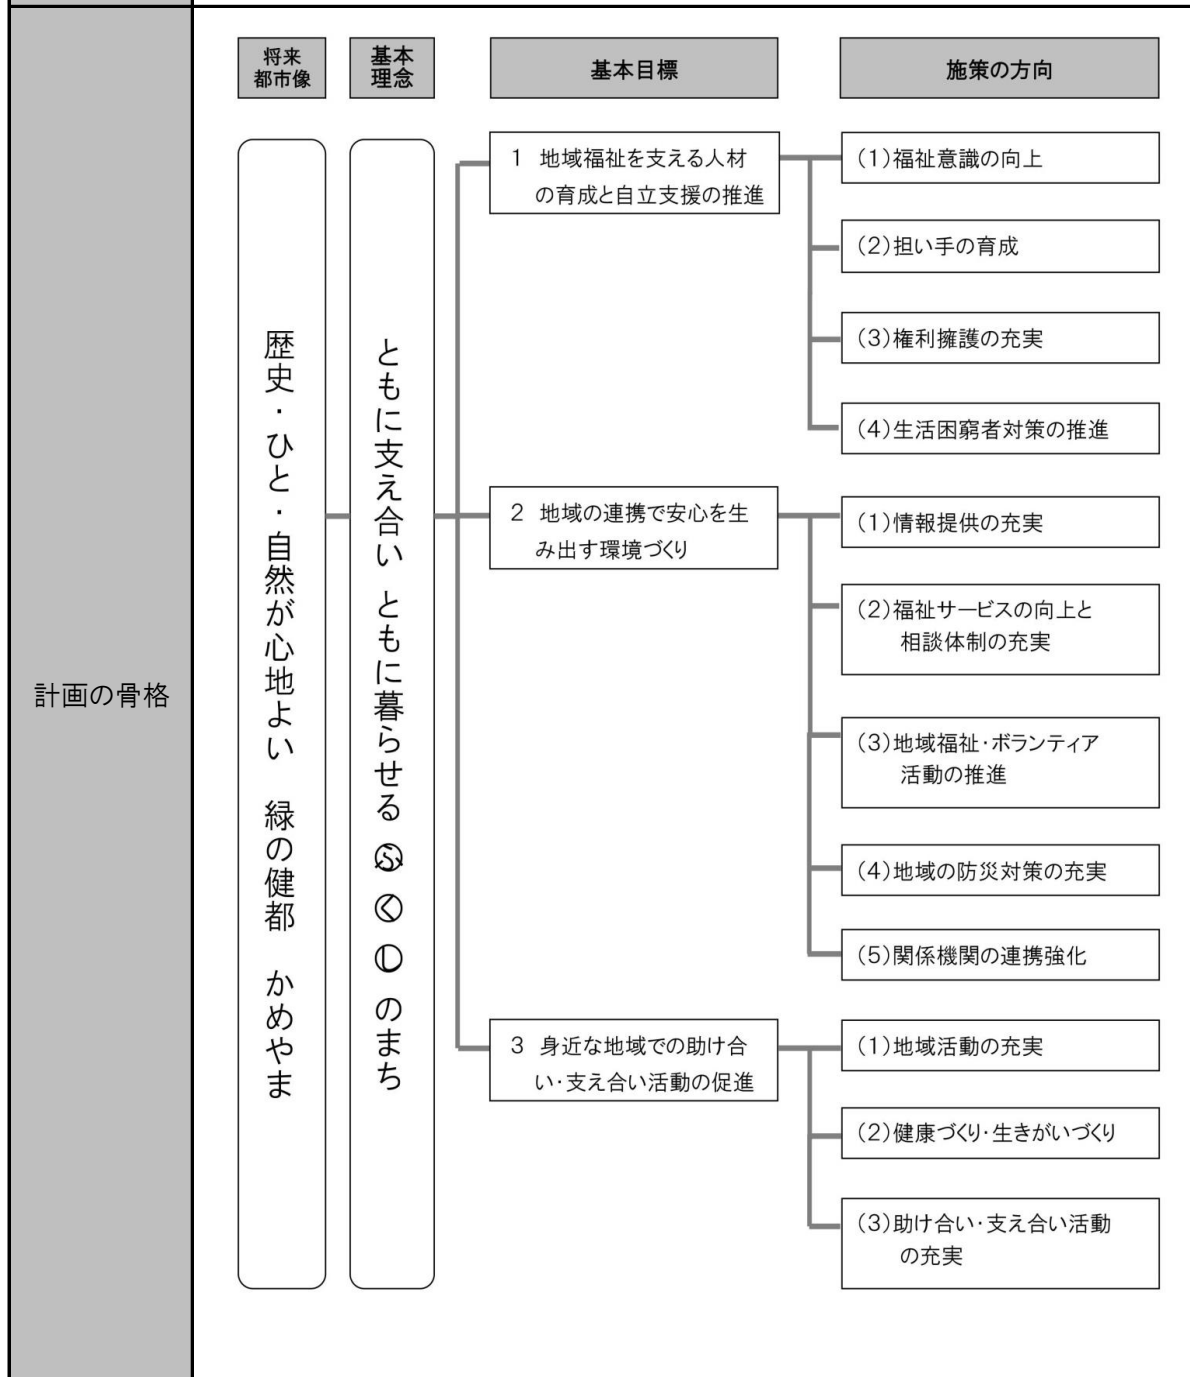 計画の骨格
将来
都市像
基本
理念
基本目標
施策の方向
歴史・ひと・自然が心地よい　緑の健都　かめやま
ともに支え合い ともに暮らせる ふくし のまち
1 地域福祉を支える人材
の育成と自立支援の推進
(1)福祉意識の向上
(2)担い手の育成
(3)権利擁護の充実
(4)生活困窮者対策の推進
2 地域の連携で安心を生
み出す環境づくり
(1)情報提供の充実
(2)福祉サービスの向上と
相談体制の充実
(3)地域福祉・ボランティア
活動の推進
(4)地域の防災対策の充実
(5)関係機関の連携強化
3 身近な地域での助け合
い・支え合い活動の促進
(1)地域活動の充実
(2)健康づくり・生きがいづくり
(3)助け合い・支え合い活動
の充実